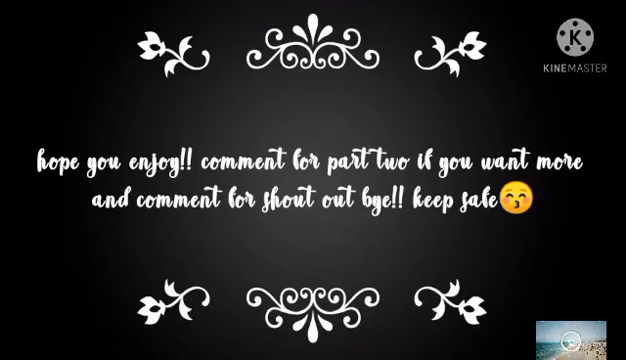 KINEMASTER
hope you enjoy!! comment for part two if you want more
and comment for shout out bye!! keep safe😚